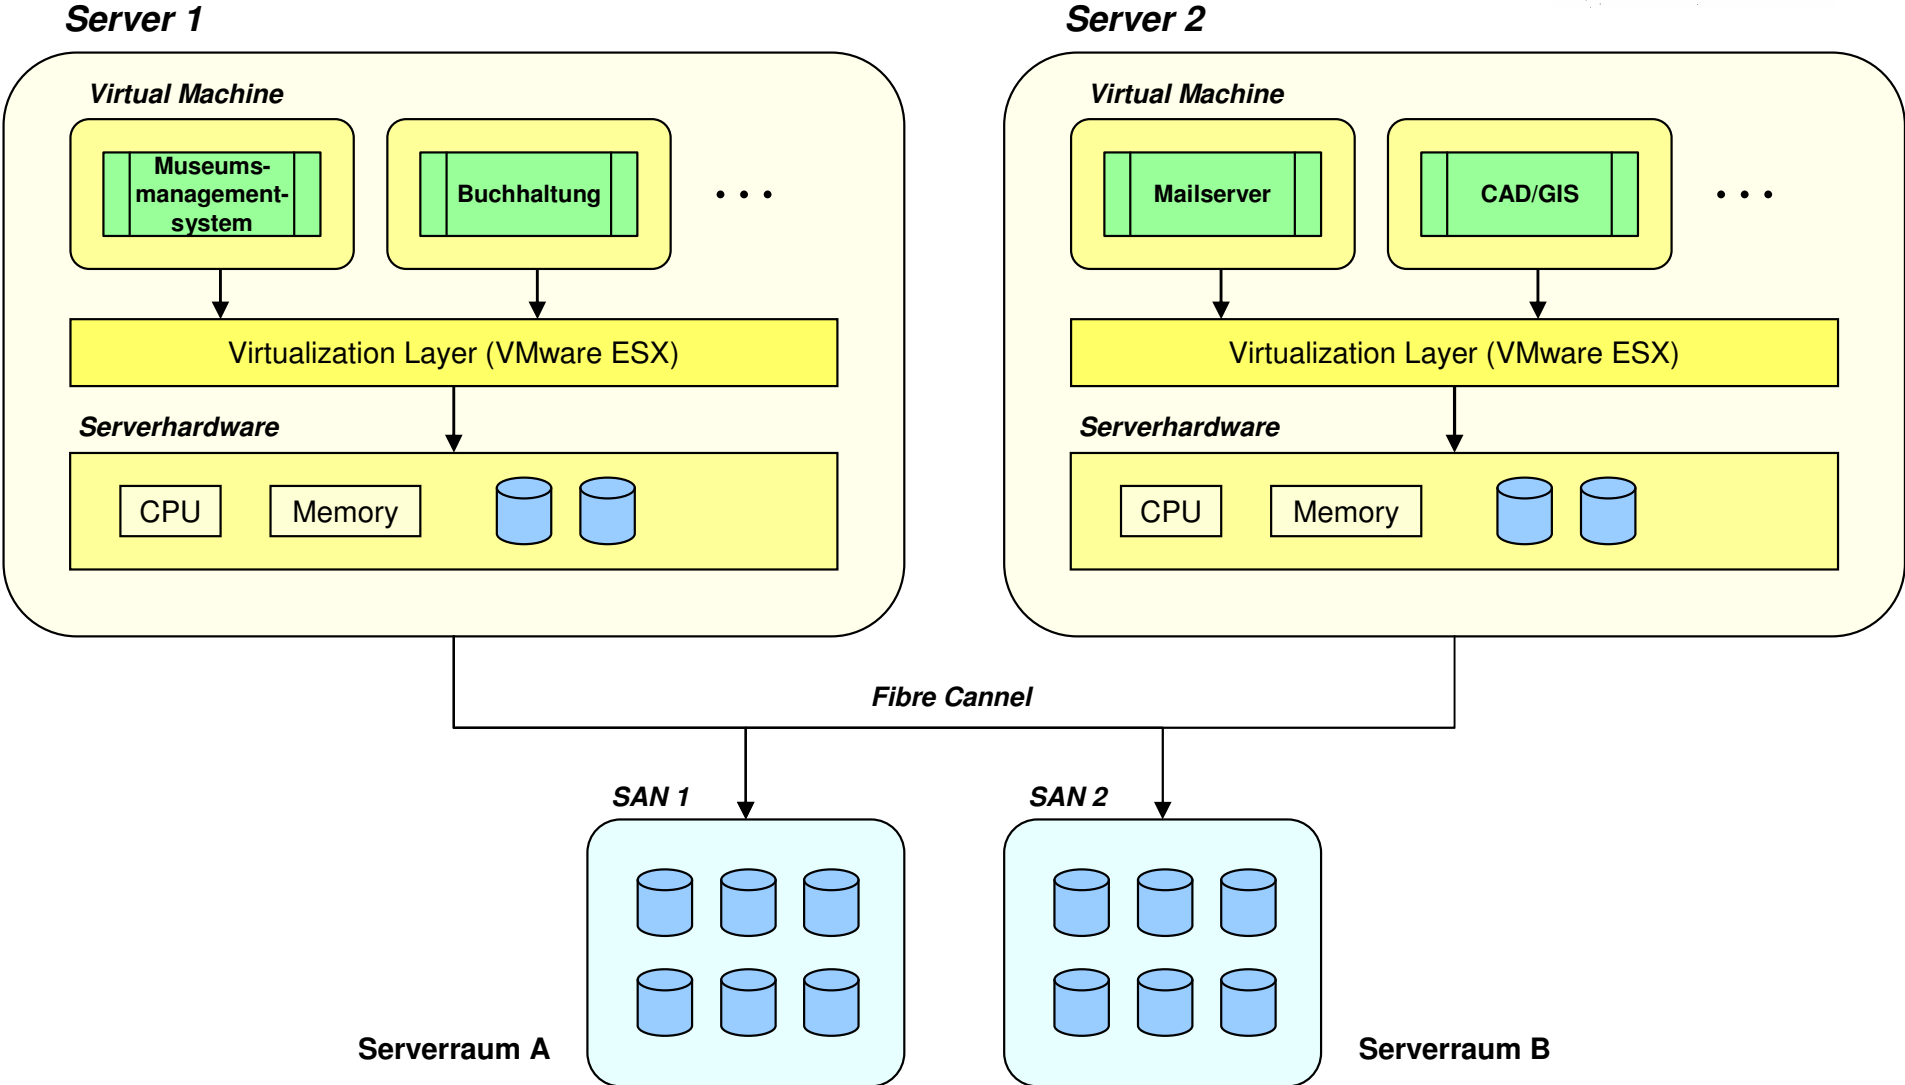 Server 1
Server 2
Virtual Machine
Museums-
management-
system
Buchhaltung
• • •
Virtualization Layer (VMware ESX)
Serverhardware
CPU
Memory
Virtual Machine
Mailserver
CAD/GIS
• • •
Virtualization Layer (VMware ESX)
Serverhardware
CPU
Memory
Fibre Cannel
SAN 1
SAN 2
Serverraum A
Serverraum B